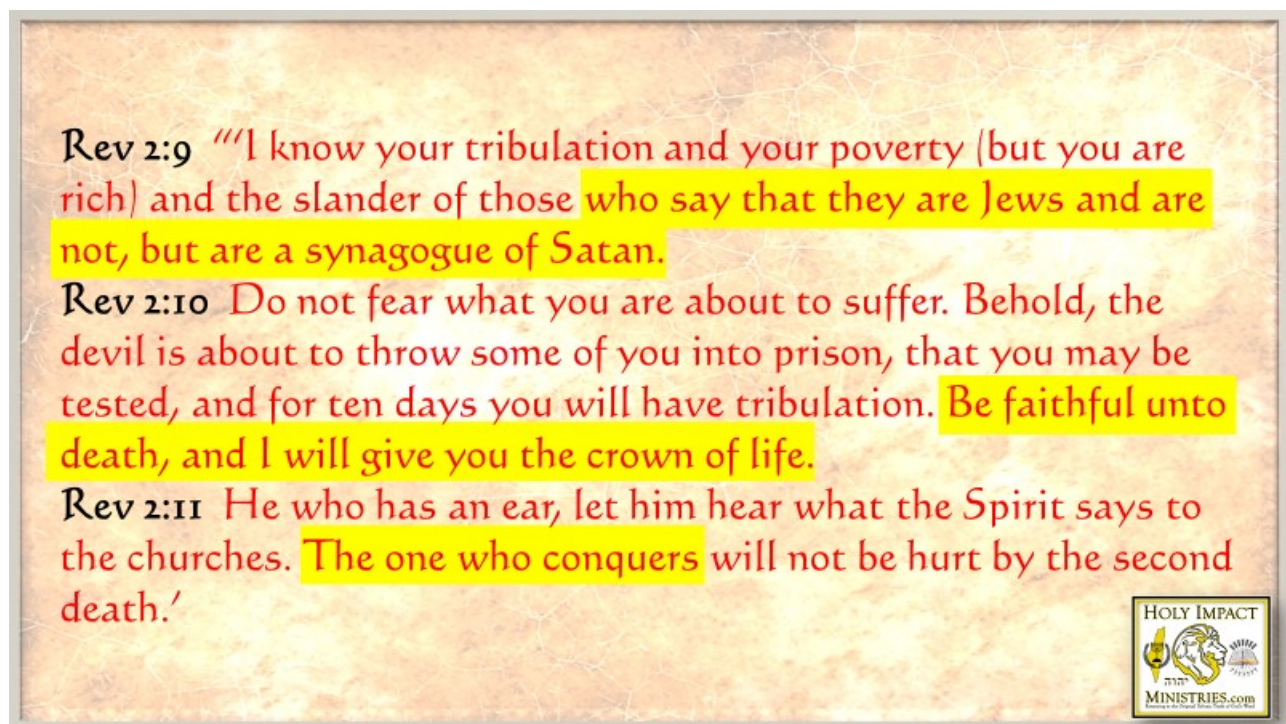 Rev 2:9 “‘I know your tribulation and your poverty (but you are
rich) and the slander of those who say that they are Jews and are
not, but are a synagogue of Satan.
Rev 2:10 Do not fear what you are about to suffer. Behold, the
devil is about to throw some of you into prison, that you may be
tested, and for ten days you will have tribulation. Be faithful unto
death, and I will give you the crown of life.
Rev 2:11 He who has an ear, let him hear what the Spirit says to
the churches. The one who conquers will not be hurt by the second
death.’
HOLY IMPACT
יהוה
MINISTRIES.com